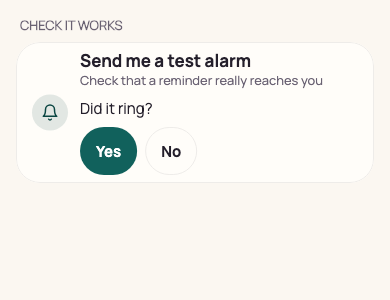 CHECK IT WORKS
Send me a test alarm
Check that a reminder really reaches you
Did it ring?
Yes No